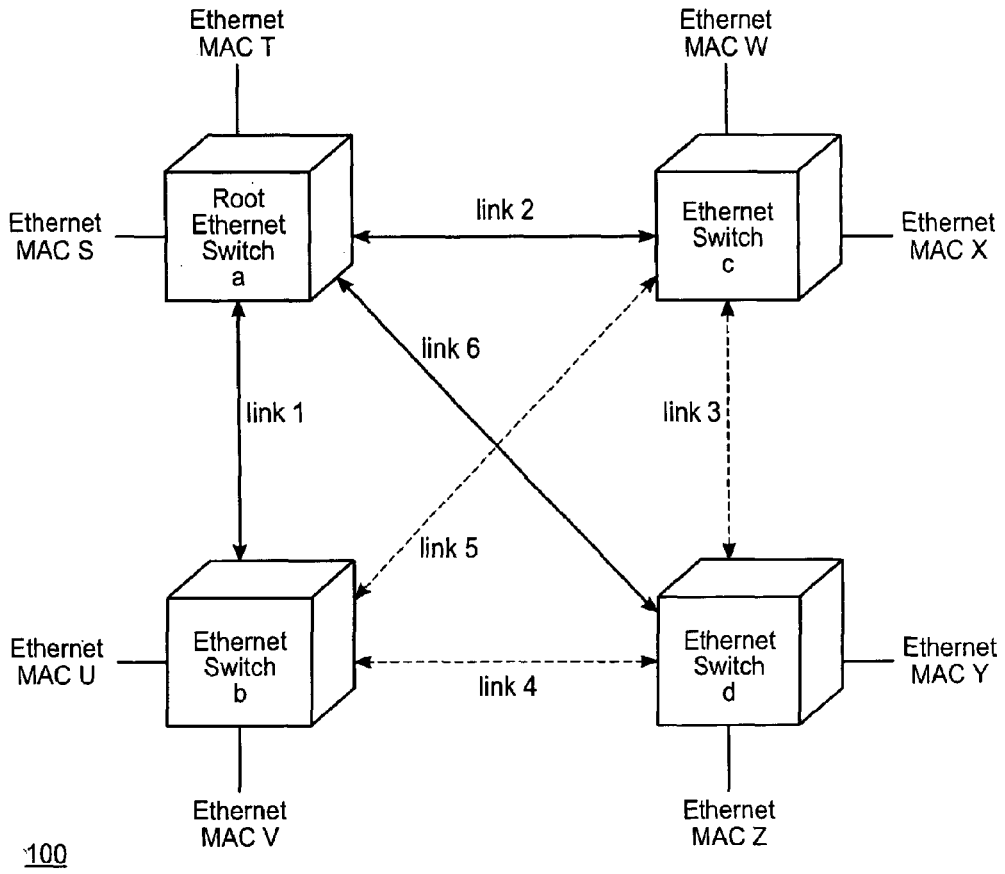 Ethernet
MAC T
Ethernet
MAC W
Root
Ethernet
Switch
a
Ethernet
MAC S
link 2
Ethernet
Switch
c
Ethernet
MAC X
link 6
link 1
link 3
link 5
Ethernet
Switch
b
Ethernet
MAC U
link 4
Ethernet
Switch
d
Ethernet
MAC Y
Ethernet
MAC V
Ethernet
MAC Z
100